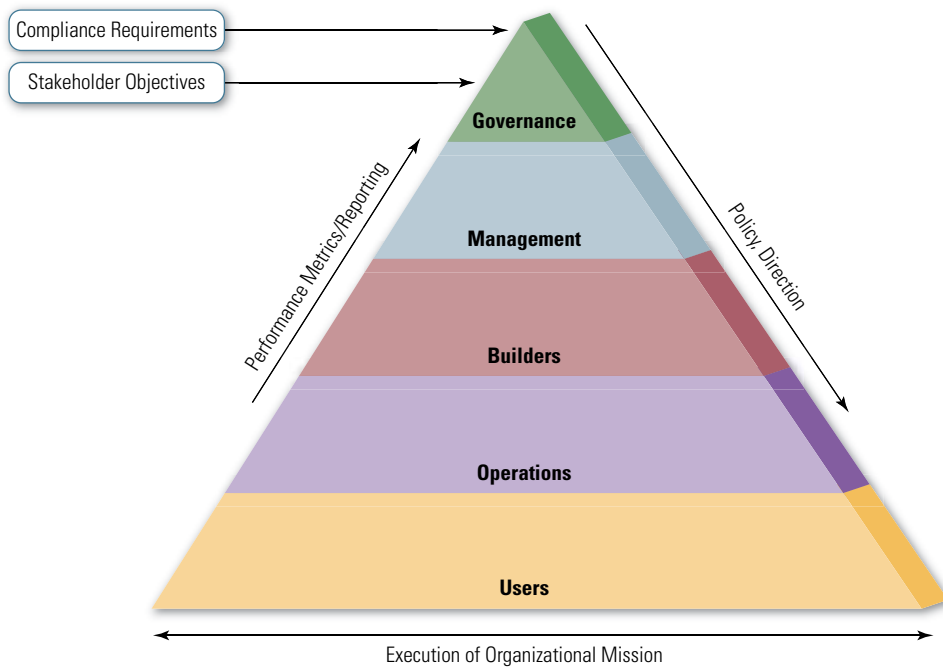 Compliance Requirements
Stakeholder Objectives
Governance
Performance Metrics/Reporting
Policy, Direction
Management
Builders
Operations
Users
Execution of Organizational Mission